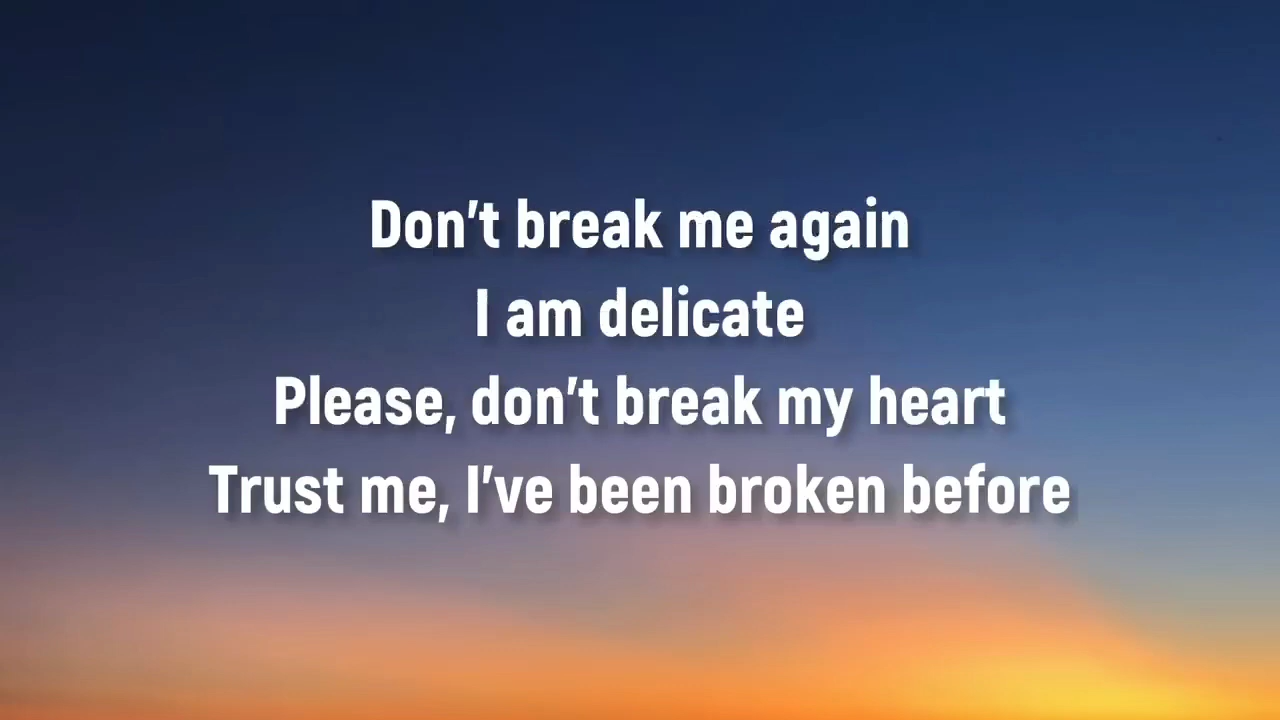 Don't break me again
I am delicate
Please, don't break my heart
Trust me, I've been broken before